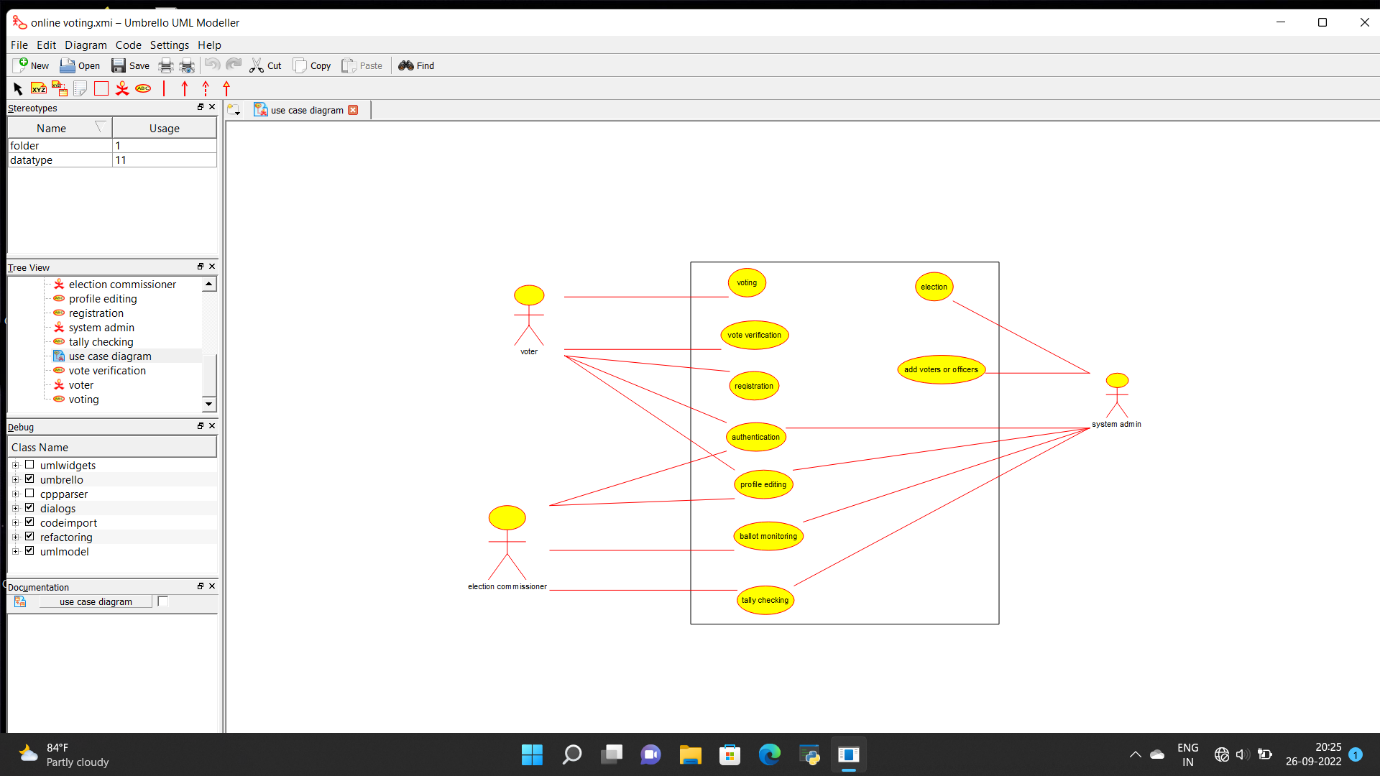 online voting.xmi – Umbrello UML Modeller
File Edit Diagram Code Settings Help
New Open Save Cut Copy Paste Find
XYZ ABC
Stereotypes
Name Usage
folder 1
datatype 11
Tree View
election commissioner
profile editing
registration
system admin
tally checking
use case diagram
vote verification
voter
voting
Debug
Class Name
umlwidgets
umbrello
cppparser
dialogs
codeimport
refactoring
umlmodel
Documentation
use case diagram
use case diagram
voting
election
vote verification
voter
add voters or officers
registration
system admin
authentication
profile editing
ballot monitoring
election commissioner
tally checking
84°F
Partly cloudy
ENG
IN
20:25
26-09-2022
1